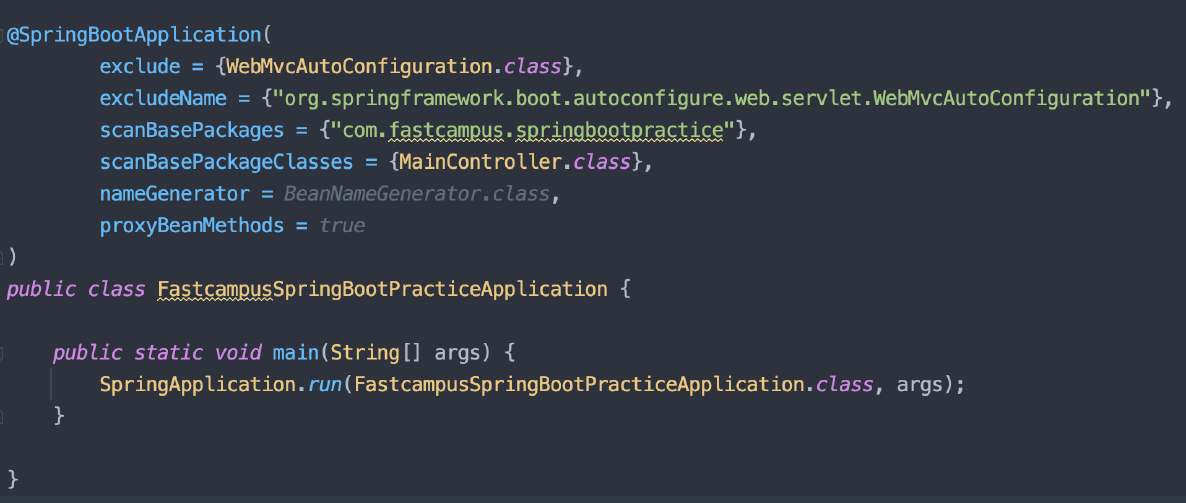 @SpringBootApplication(
        exclude = {WebMvcAutoConfiguration.class},
        excludeName = {"org.springframework.boot.autoconfigure.web.servlet.WebMvcAutoConfiguration"},
        scanBasePackages = {"com.fastcampus.springbootpractice"},
        scanBasePackageClasses = {MainController.class},
        nameGenerator = BeanNameGenerator.class,
        proxyBeanMethods = true
)
public class FastcampusSpringBootPracticeApplication {
    public static void main(String[] args) {
        SpringApplication.run(FastcampusSpringBootPracticeApplication.class, args);
    }
}